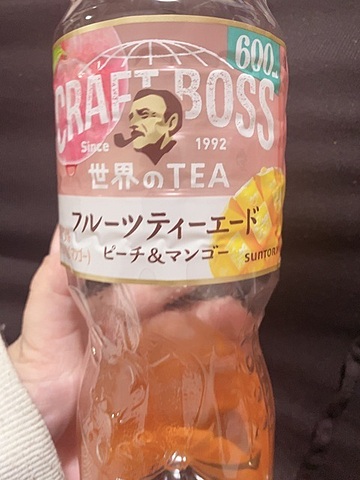 600ml
CRAFT BOSS
Since 1992
世界のTEA
フルーツティーエード
ピーチ&マンゴー
SUNTORY